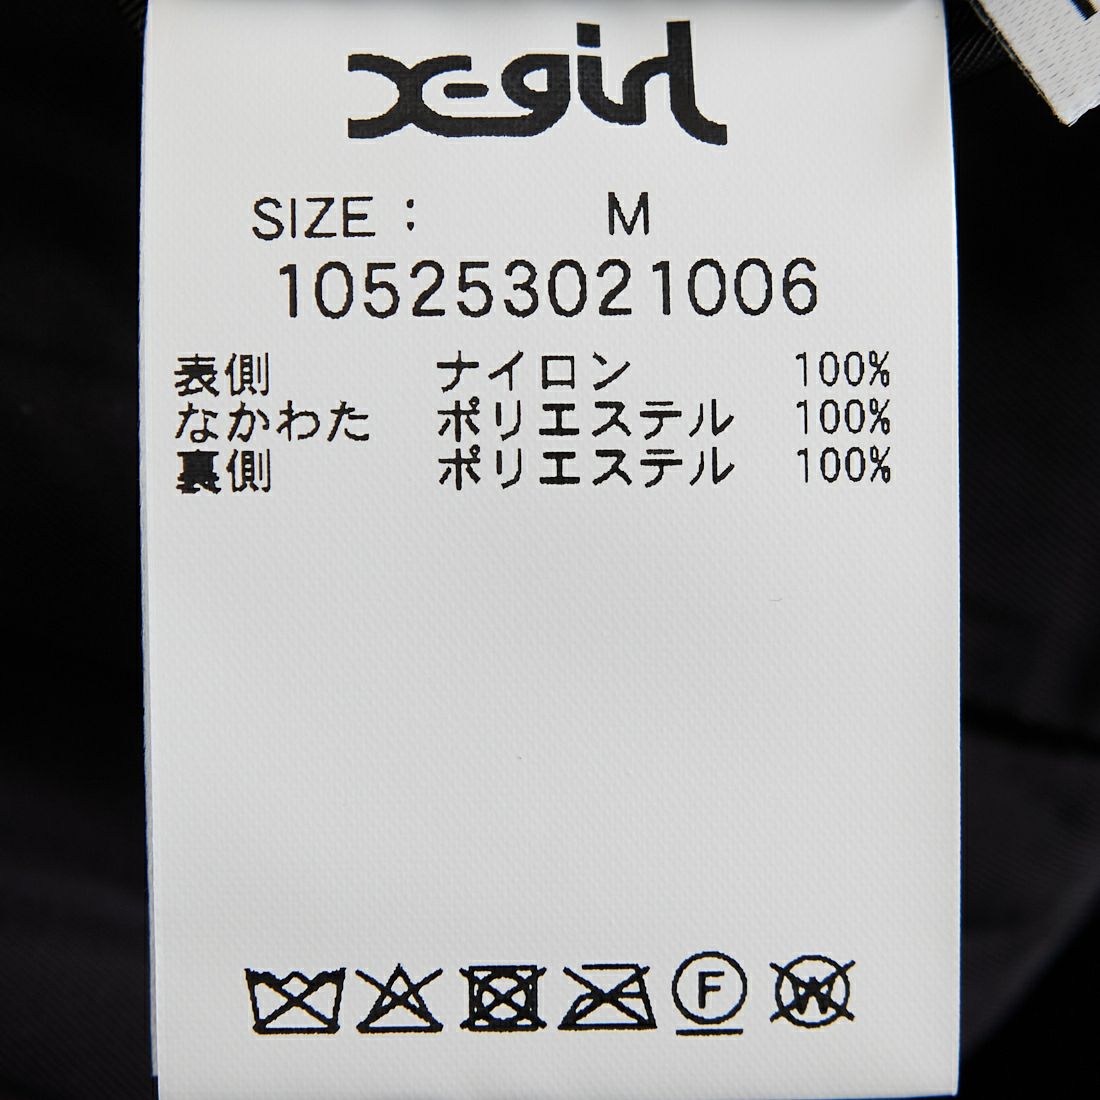 X-girl
SIZE : M
105253021006
表側 ナイロン 100%
なかわた ポリエステル 100%
裏側 ポリエステル 100%
F
W